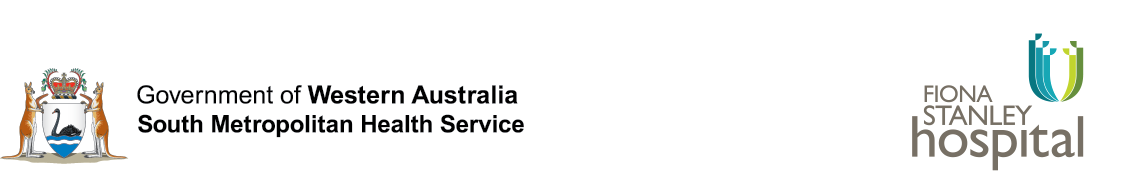 Government of Western Australia
South Metropolitan Health Service
FIONA
STANLEY
hospital